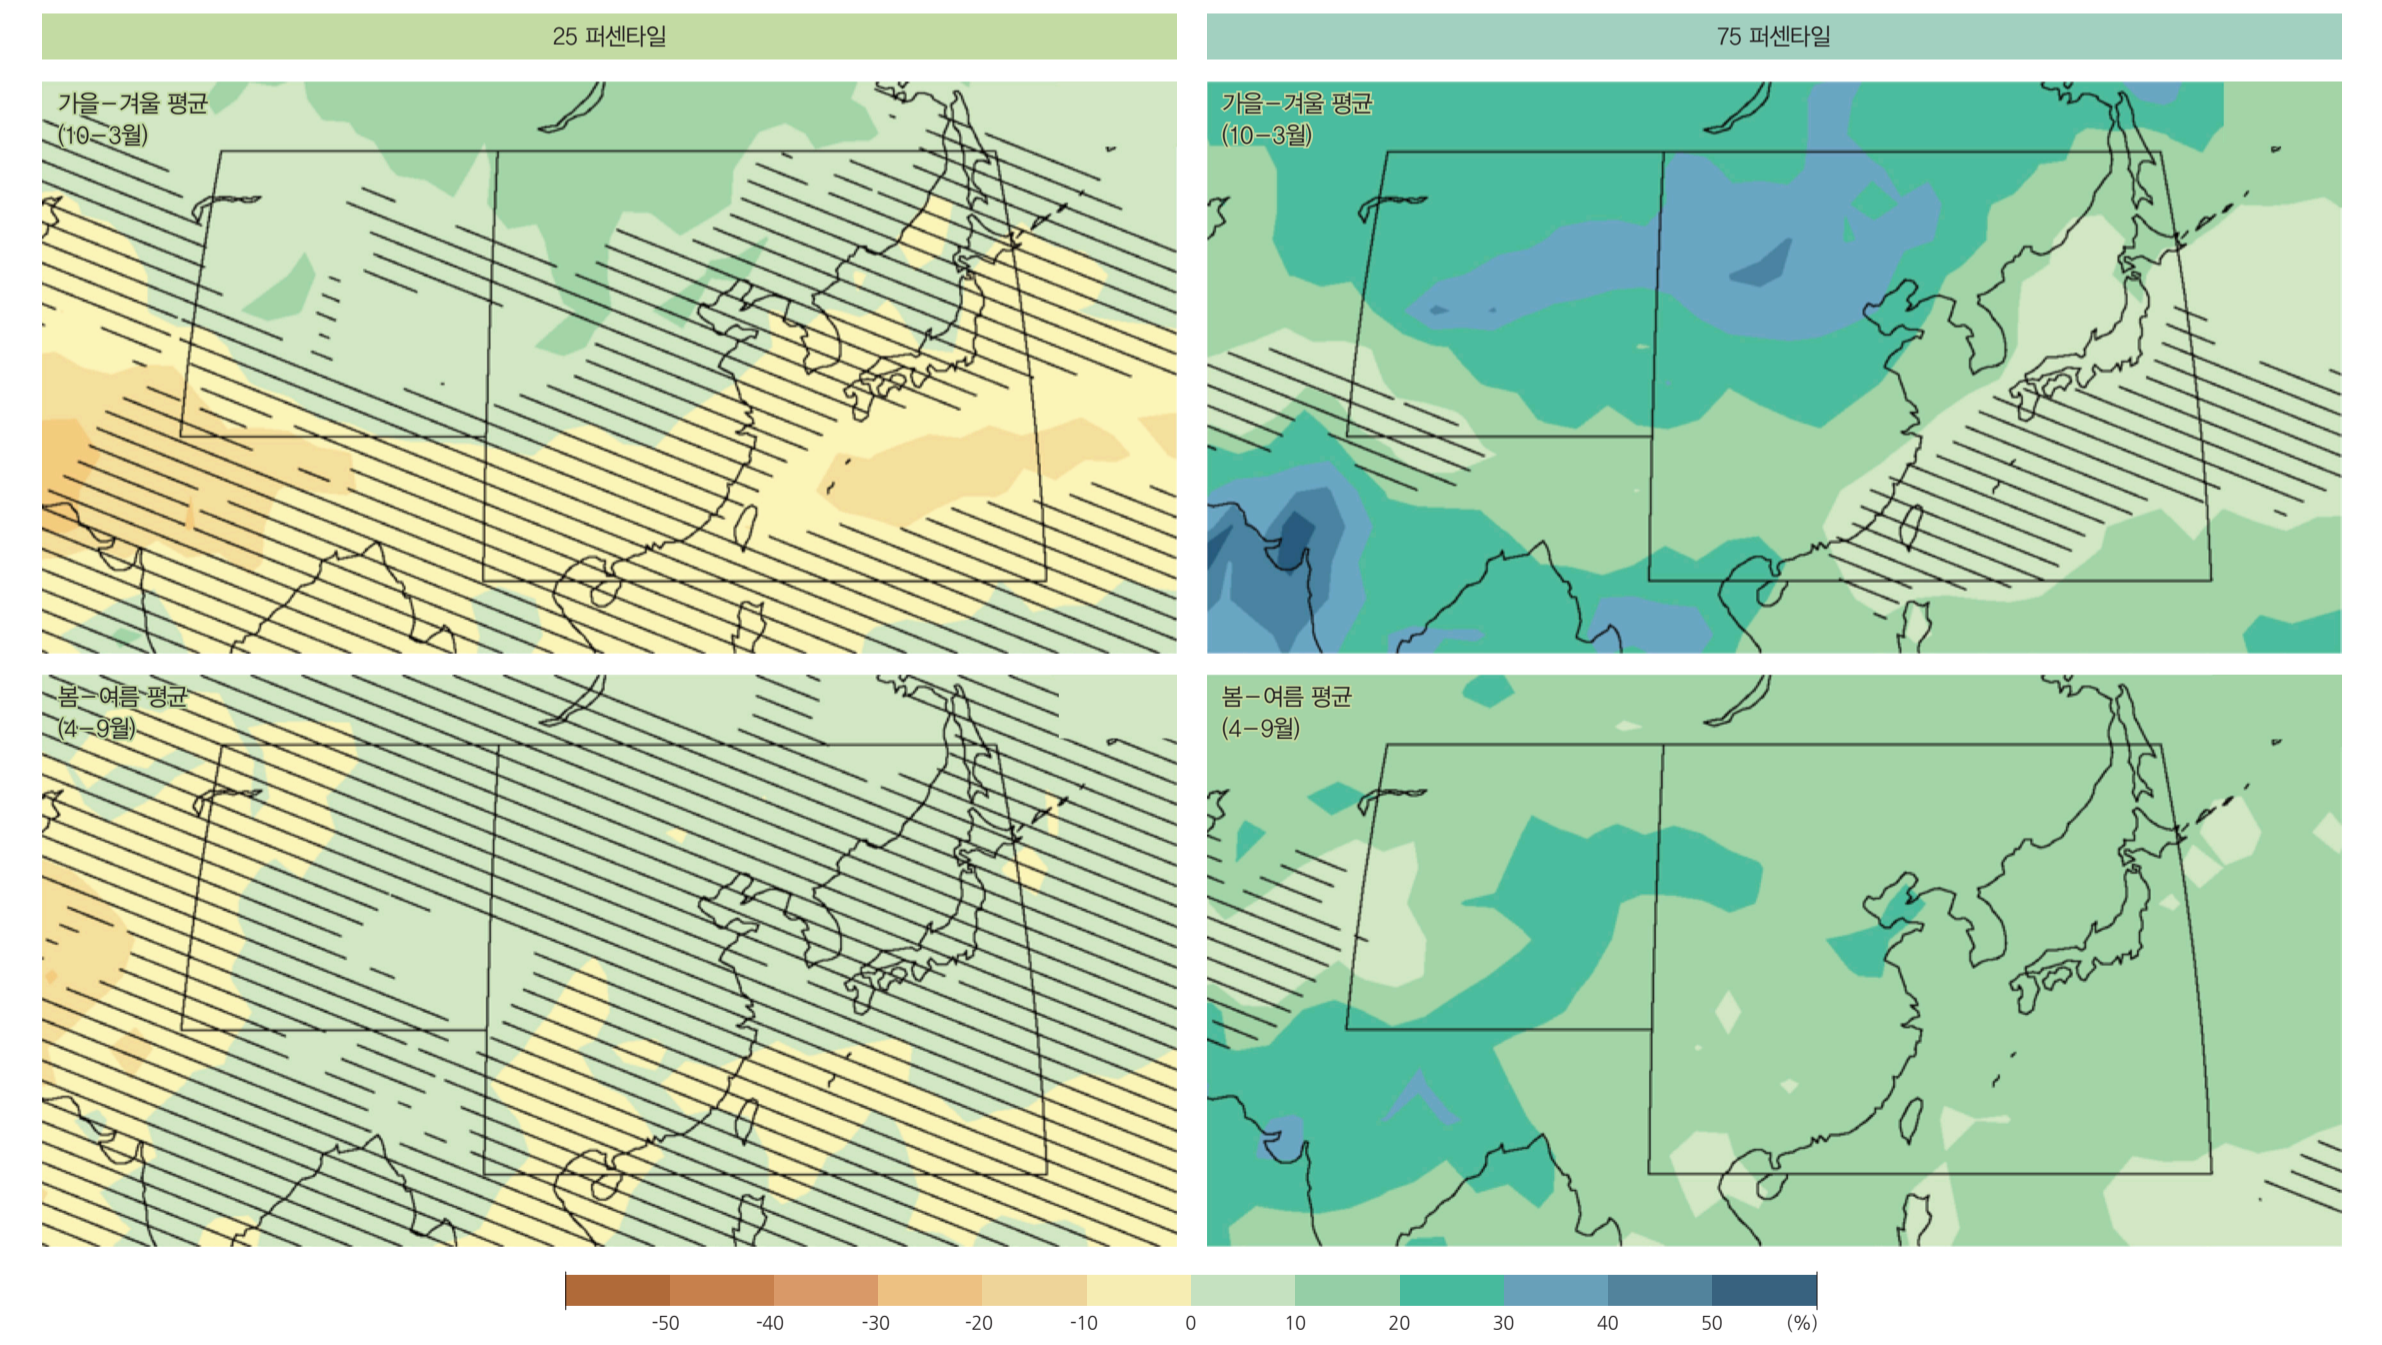 25 퍼센타일
75 퍼센타일
가을-겨울 평균
(10-3월)
가을-겨울 평균
(10-3월)
봄-여름 평균
(4-9월)
봄-여름 평균
(4-9월)
-50 -40 -30 -20 -10 0 10 20 30 40 50 (%)